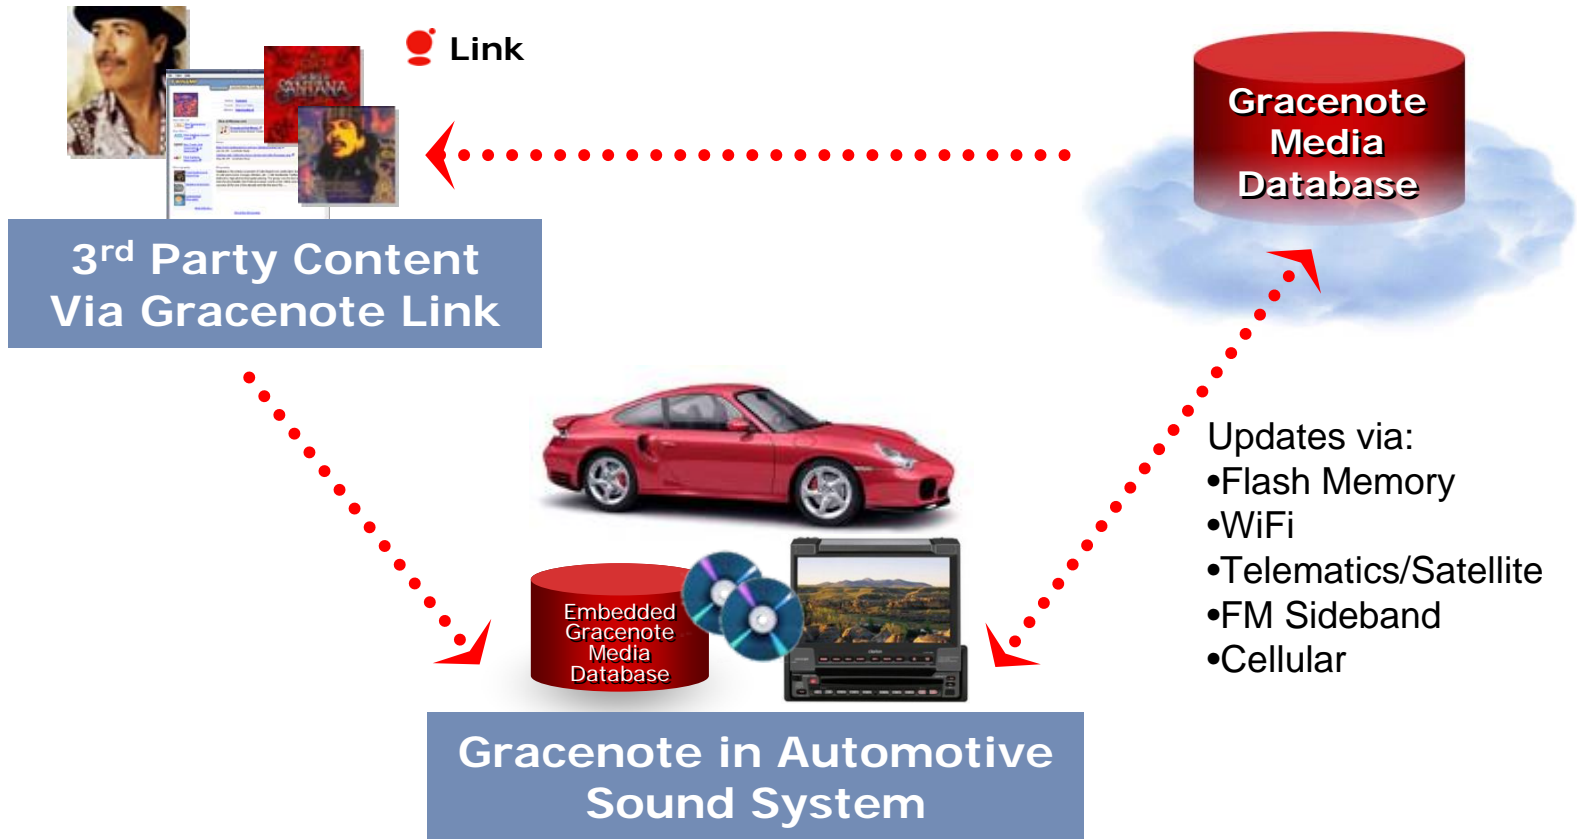 Link
SANTANA
Gracenote
Media
Database
3rd Party Content
Via Gracenote Link
Updates via:
•Flash Memory
•WiFi
•Telematics/Satellite
•FM Sideband
•Cellular
Embedded
Gracenote
Media
Database
Gracenote in Automotive
Sound System